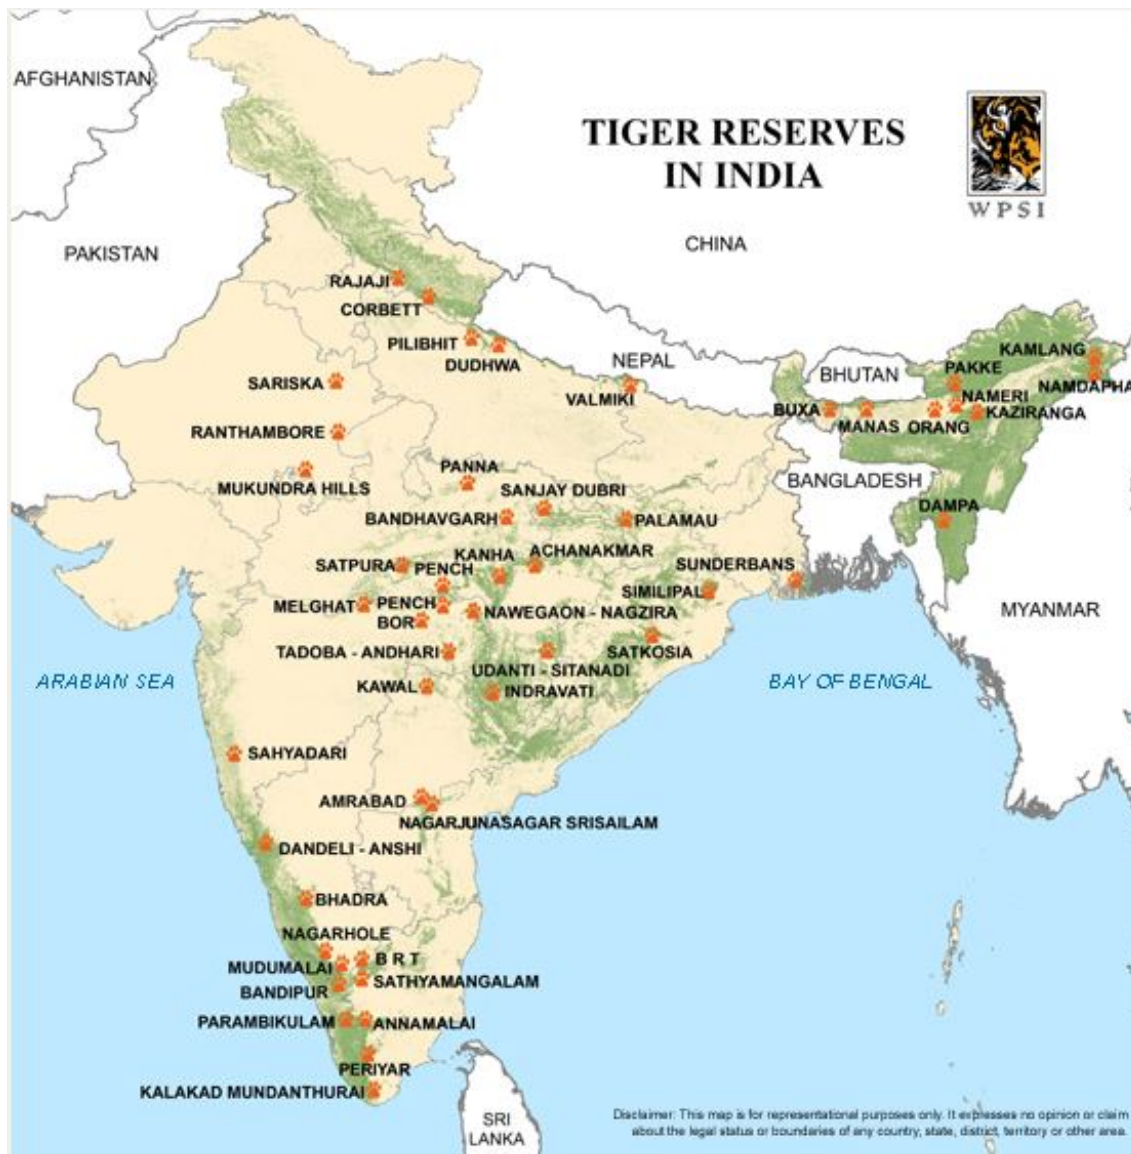 AFGHANISTAN
TIGER RESERVES
IN INDIA
WPSI
CHINA
PAKISTAN
RAJAJI
CORBETT
PILIBHIT
DUDHWA
NEPAL
BHUTAN
KAMLANG
PAKKE
NAMDAPHA
SARISKA
VALMIKI
NAMERI
BUXA
MANAS
ORANG
KAZIRANGA
RANTHAMBORE
PANNA
MUKUNDRA HILLS
SANJAY DUBRI
BANGLADESH
BANDHAVGARH
PALAMAU
DAMPA
KANHA
ACHANAKMAR
SATPURA
PENCH
SUNDERBANS
SIMILIPAL
MELGHAT
PENCH
NAWEGAON - NAGZIRA
MYANMAR
BOR
TADOBA - ANDHARI
SATKOSIA
UDANTI - SITANADI
ARABIAN SEA
BAY OF BENGAL
KAWAL
INDRAVATI
SAHYADARI
AMRABAD
NAGARJUNASAGAR SRISAILAM
DANDELI - ANSHI
BHADRA
NAGARHOLE
B R T
MUDUMALAI
SATHYAMANGALAM
BANDIPUR
PARAMBIKULAM
ANNAMALAI
PERIYAR
KALAKAD MUNDANTHURAI
SRI
LANKA
Disclaimer: This map is for representational purposes only. It expresses no opinion or claim
about the legal status or boundaries of any country, state, district, territory or other area.